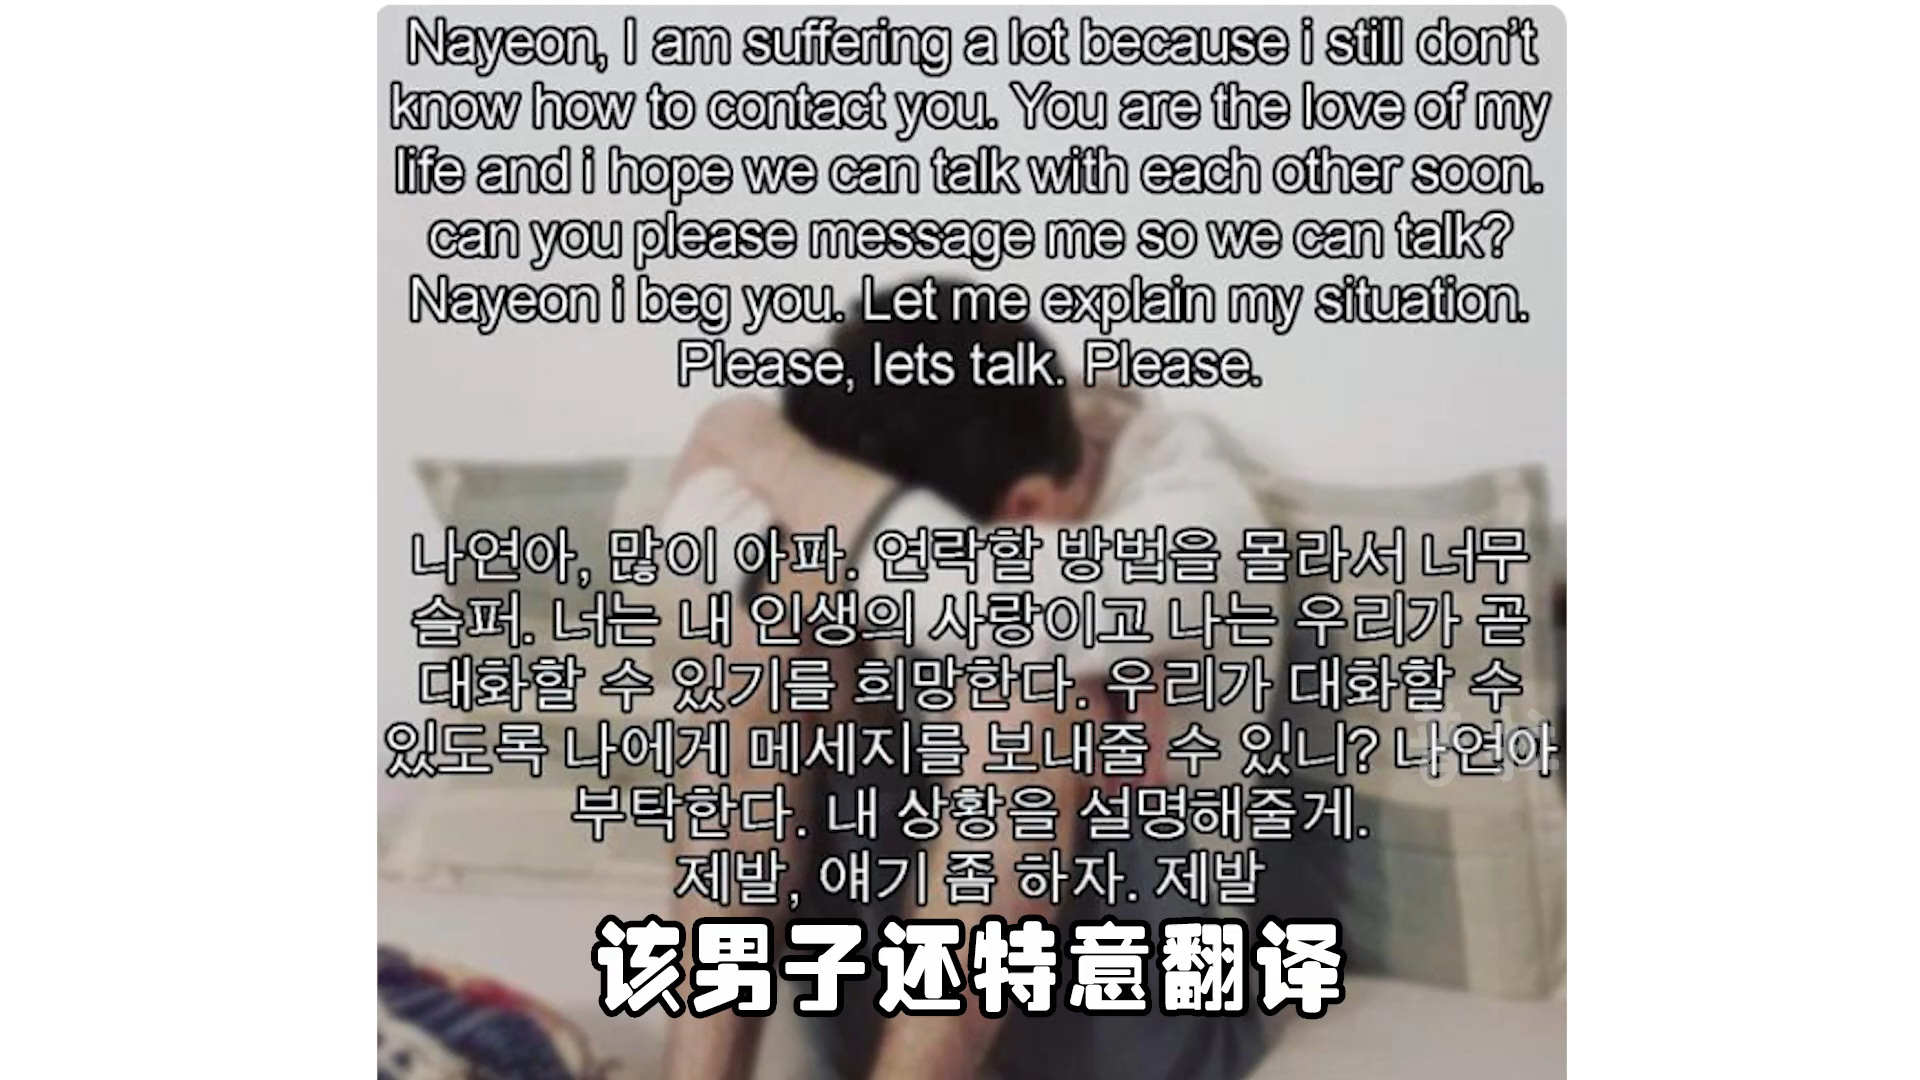 Nayeon, I am suffering a lot because i still don't
know how to contact you. You are the love of my
life and i hope we can talk with each other soon.
can you please message me so we can talk?
Nayeon i beg you. Let me explain my situation.
Please, lets talk. Please.
나연아, 많이 아파. 연락할 방법을 몰라서 너무
슬퍼. 너는 내 인생의 사랑이고 나는 우리가 곧
대화할 수 있기를 희망한다. 우리가 대화할 수
있도록 나에게 메세지를 보내줄 수 있니? 나연아
부탁한다. 내 상황을 설명해줄게.
제발, 얘기 좀 하자. 제발
该男子还特意翻译